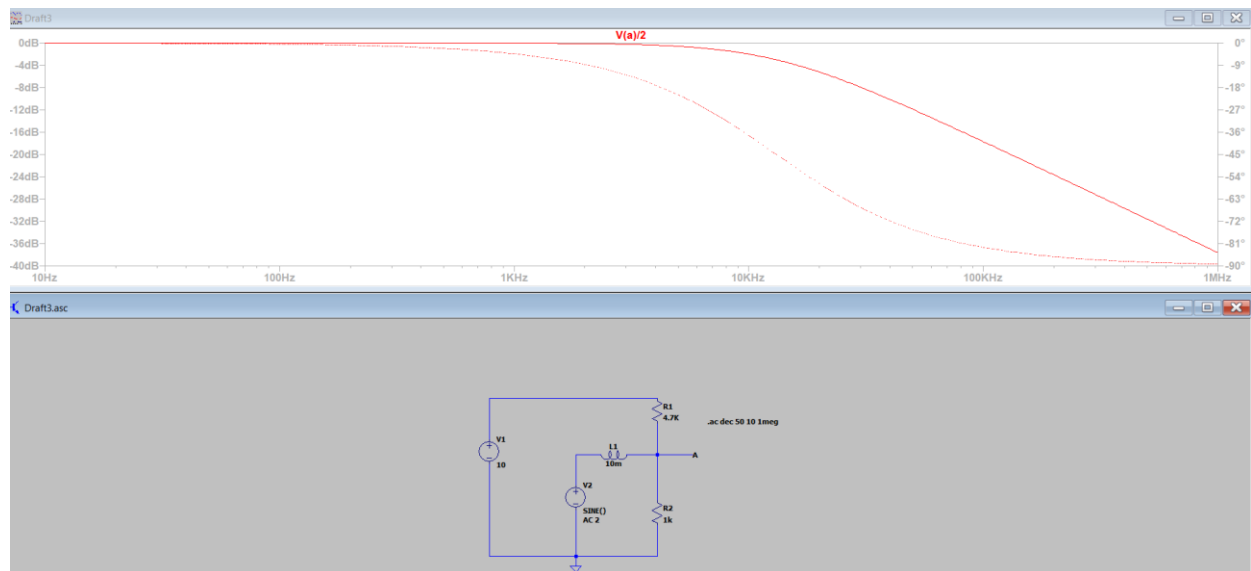 Draft3
V(a)/2
0dB
-4dB
-8dB
-12dB
-16dB
-20dB
-24dB
-28dB
-32dB
-36dB
-40dB
0°
-9°
-18°
-27°
-36°
-45°
-54°
-63°
-72°
-81°
-90°
10Hz 100Hz 1KHz 10KHz 100KHz 1MHz
Draft3.asc
R1
4.7K
.ac dec 50 10 1meg
V1
10
L1
10m
A
V2
SINE()
AC 2
R2
1k